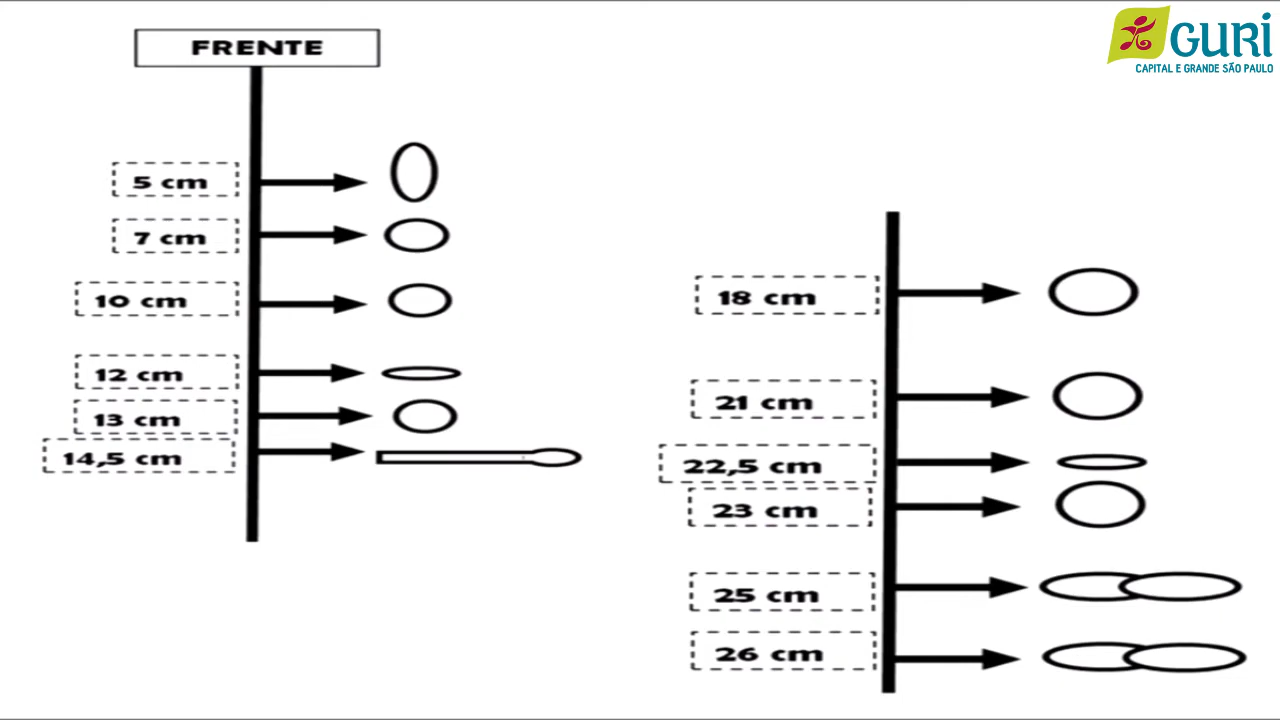 FRENTE
5 cm
7 cm
10 cm
12 cm
13 cm
14,5 cm
GURI
CAPITAL E GRANDE SÃO PAULO
18 cm
21 cm
22,5 cm
23 cm
25 cm
26 cm